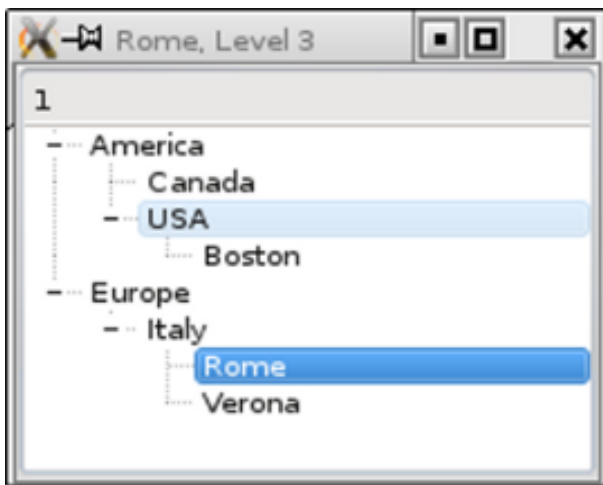 Rome, Level 3
1
America
Canada
USA
Boston
Europe
Italy
Rome
Verona